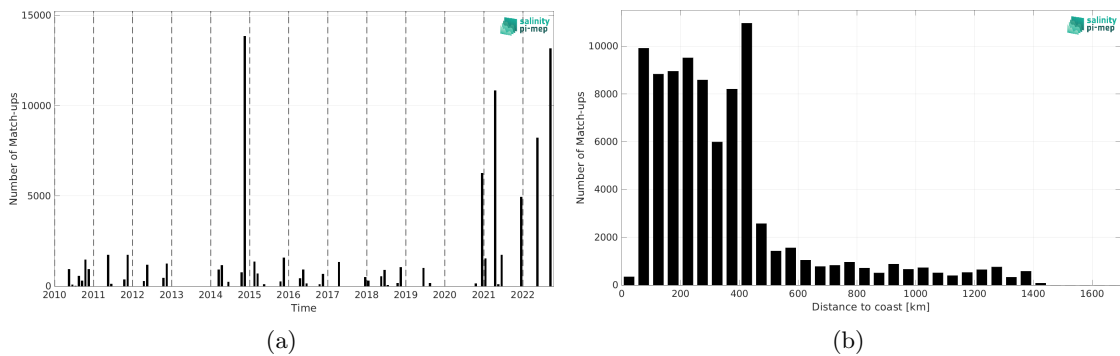 15000
10000
5000
0
Number of Match-ups
2010 2011 2012 2013 2014 2015 2016 2017 2018 2019 2020 2021 2022
Time
salinity
pi-mep
(a)
10000
8000
6000
4000
2000
0
Number of Match-ups
0 200 400 600 800 1000 1200 1400 1600
Distance to coast [km]
salinity
pi-mep
(b)